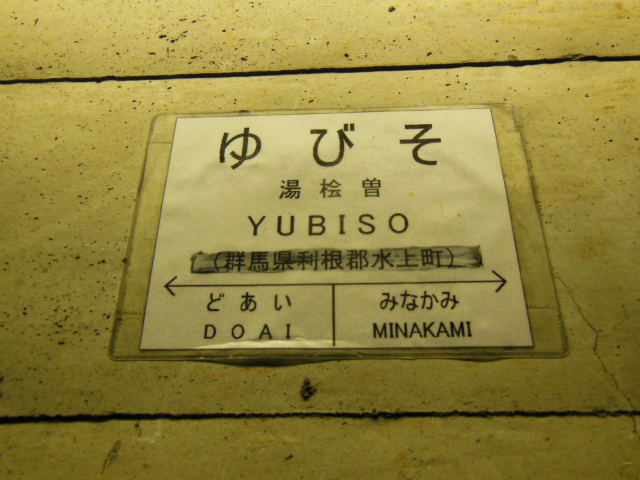 ゆびそ
湯桧曽
YUBISO
(群馬県利根郡水上町)
どあい みなかみ
DOAI MINAKAMI